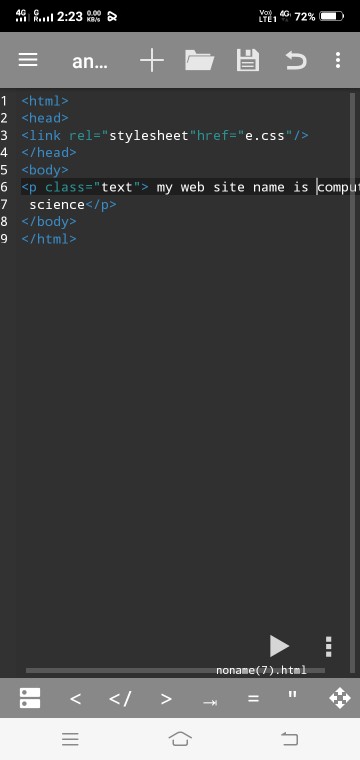 4G G 2:23 0.00 KB/s Vo)) LTE1 4G 72%
an...
1 <html>
2 <head>
3 <link rel="stylesheet"href="e.css"/>
4 </head>
5 <body>
6 <p class="text"> my web site name is comput
7 science</p>
8 </body>
9 </html>
noname(7).html
< </ > = "